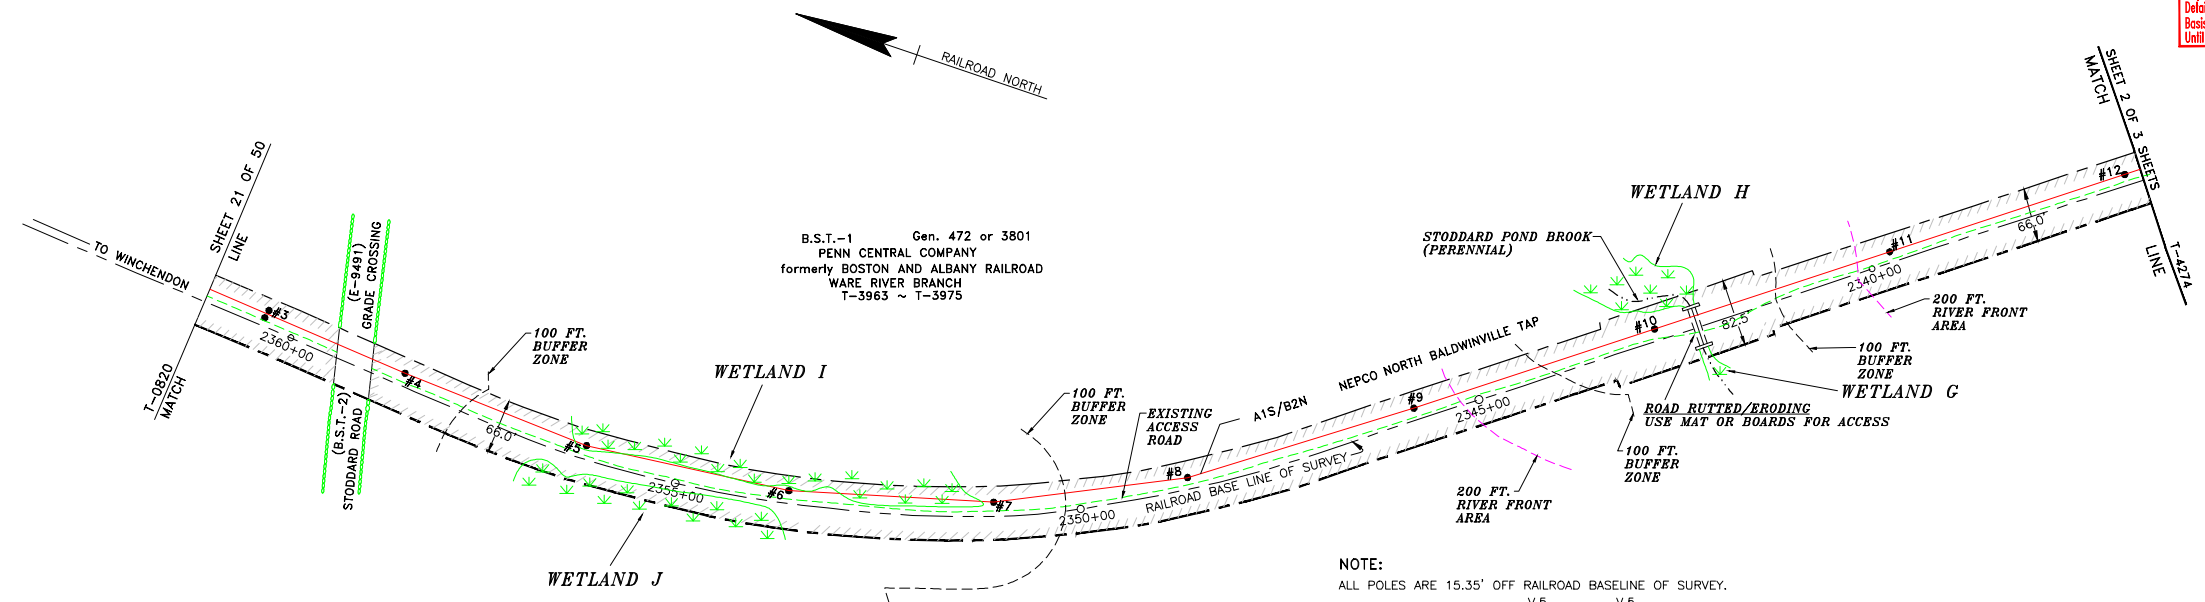 Basis
Until
RAILROAD NORTH
SHEET 2 OF 3 SHEETS
MATCH
LINE
T-4274
SHEET 21 OF 50
LINE
T-0820
MATCH
TO WINCHENDON
(E-9491)
GRADE CROSSING
(B.S.T.-2)
STODDARD ROAD
#3
2360+00
#4
100 FT.
BUFFER
ZONE
66.0'
#5
WETLAND I
B.S.T.-1 Gen. 472 or 3801
PENN CENTRAL COMPANY
formerly BOSTON AND ALBANY RAILROAD
WARE RIVER BRANCH
T-3963 ~ T-3975
2355+00
#6
WETLAND J
#7
100 FT.
BUFFER
ZONE
2350+00
EXISTING
ACCESS
ROAD
#8
RAILROAD BASE LINE OF SURVEY
A1S/B2N NEPCO NORTH BALDWINVILLE TAP
#9
2345+00
200 FT.
RIVER FRONT
AREA
STODDARD POND BROOK
(PERENNIAL)
WETLAND H
#10
82.5'
100 FT.
BUFFER
ZONE
ROAD RUTTED/ERODING
USE MAT OR BOARDS FOR ACCESS
WETLAND G
100 FT.
BUFFER
ZONE
2340+00
#11
200 FT.
RIVER FRONT
AREA
66.0'
#12
NOTE:
ALL POLES ARE 15.35' OFF RAILROAD BASELINE OF SURVEY.